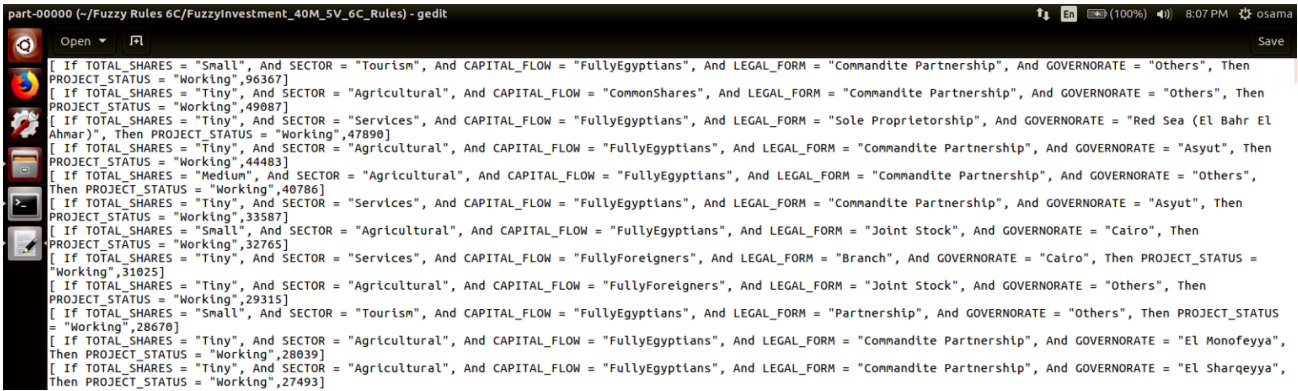 part-00000 (~/Fuzzy Rules 6C/FuzzyInvestment_40M_5V_6C_Rules) - gedit
En (100%) 8:07 PM osama
Open Save
[ If TOTAL_SHARES = "Small", And SECTOR = "Tourism", And CAPITAL_FLOW = "FullyEgyptians", And LEGAL_FORM = "Commandite Partnership", And GOVERNORATE = "Others", Then
PROJECT_STATUS = "Working",96367]
[ If TOTAL_SHARES = "Tiny", And SECTOR = "Agricultural", And CAPITAL_FLOW = "CommonShares", And LEGAL_FORM = "Commandite Partnership", And GOVERNORATE = "Others", Then
PROJECT_STATUS = "Working",49087]
[ If TOTAL_SHARES = "Tiny", And SECTOR = "Services", And CAPITAL_FLOW = "FullyEgyptians", And LEGAL_FORM = "Sole Proprietorship", And GOVERNORATE = "Red Sea (El Bahr El
Ahmar)", Then PROJECT_STATUS = "Working",47890]
[ If TOTAL_SHARES = "Tiny", And SECTOR = "Agricultural", And CAPITAL_FLOW = "FullyEgyptians", And LEGAL_FORM = "Commandite Partnership", And GOVERNORATE = "Asyut", Then
PROJECT_STATUS = "Working",44483]
[ If TOTAL_SHARES = "Medium", And SECTOR = "Agricultural", And CAPITAL_FLOW = "FullyEgyptians", And LEGAL_FORM = "Commandite Partnership", And GOVERNORATE = "Others",
Then PROJECT_STATUS = "Working",40786]
[ If TOTAL_SHARES = "Tiny", And SECTOR = "Services", And CAPITAL_FLOW = "FullyEgyptians", And LEGAL_FORM = "Commandite Partnership", And GOVERNORATE = "Asyut", Then
PROJECT_STATUS = "Working",33587]
[ If TOTAL_SHARES = "Small", And SECTOR = "Agricultural", And CAPITAL_FLOW = "FullyEgyptians", And LEGAL_FORM = "Joint Stock", And GOVERNORATE = "Cairo", Then
PROJECT_STATUS = "Working",32765]
[ If TOTAL_SHARES = "Tiny", And SECTOR = "Services", And CAPITAL_FLOW = "FullyForeigners", And LEGAL_FORM = "Branch", And GOVERNORATE = "Cairo", Then PROJECT_STATUS =
"Working",31025]
[ If TOTAL_SHARES = "Tiny", And SECTOR = "Agricultural", And CAPITAL_FLOW = "FullyForeigners", And LEGAL_FORM = "Joint Stock", And GOVERNORATE = "Others", Then
PROJECT_STATUS = "Working",29315]
[ If TOTAL_SHARES = "Small", And SECTOR = "Tourism", And CAPITAL_FLOW = "FullyEgyptians", And LEGAL_FORM = "Partnership", And GOVERNORATE = "Others", Then PROJECT_STATUS
= "Working",28670]
[ If TOTAL_SHARES = "Tiny", And SECTOR = "Agricultural", And CAPITAL_FLOW = "FullyEgyptians", And LEGAL_FORM = "Commandite Partnership", And GOVERNORATE = "El Monofeyya",
Then PROJECT_STATUS = "Working",28039]
[ If TOTAL_SHARES = "Tiny", And SECTOR = "Agricultural", And CAPITAL_FLOW = "FullyEgyptians", And LEGAL_FORM = "Commandite Partnership", And GOVERNORATE = "El Sharqeyya",
Then PROJECT_STATUS = "Working",27493]